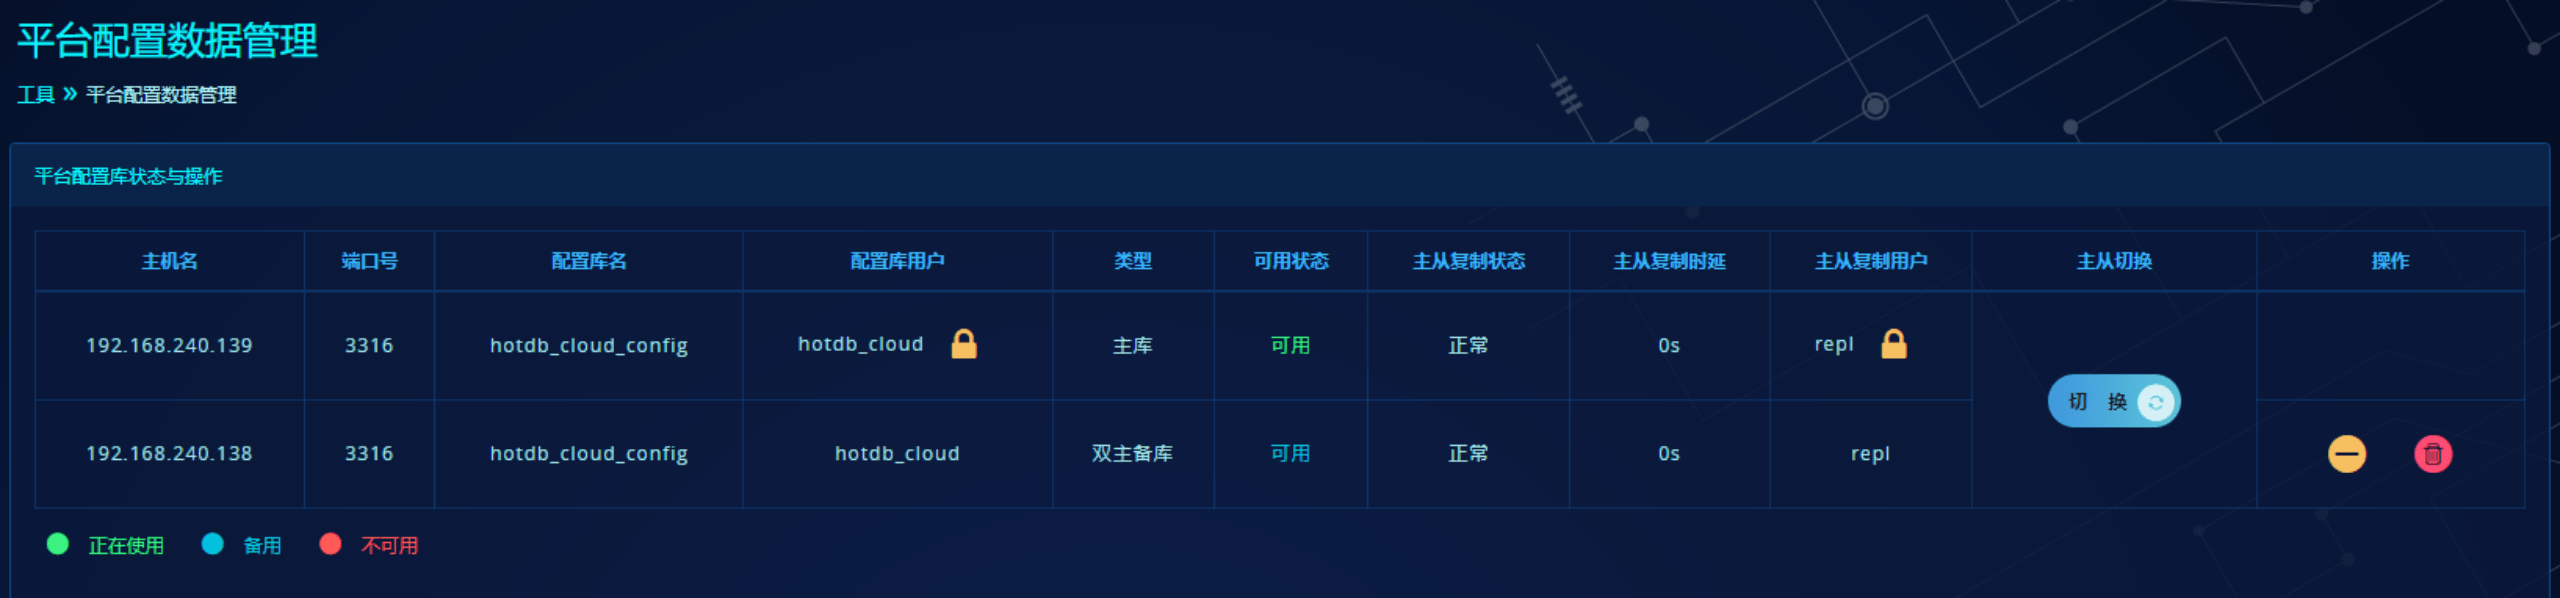 平台配置数据管理
工具 » 平台配置数据管理
平台配置库状态与操作
主机名 端口号 配置库名 配置库用户 类型 可用状态 主从复制状态 主从复制时延 主从复制用户 主从切换 操作
192.168.240.139 3316 hotdb_cloud_config hotdb_cloud 主库 可用 正常 0s repl
切 换
192.168.240.138 3316 hotdb_cloud_config hotdb_cloud 双主备库 可用 正常 0s repl
正在使用 备用 不可用